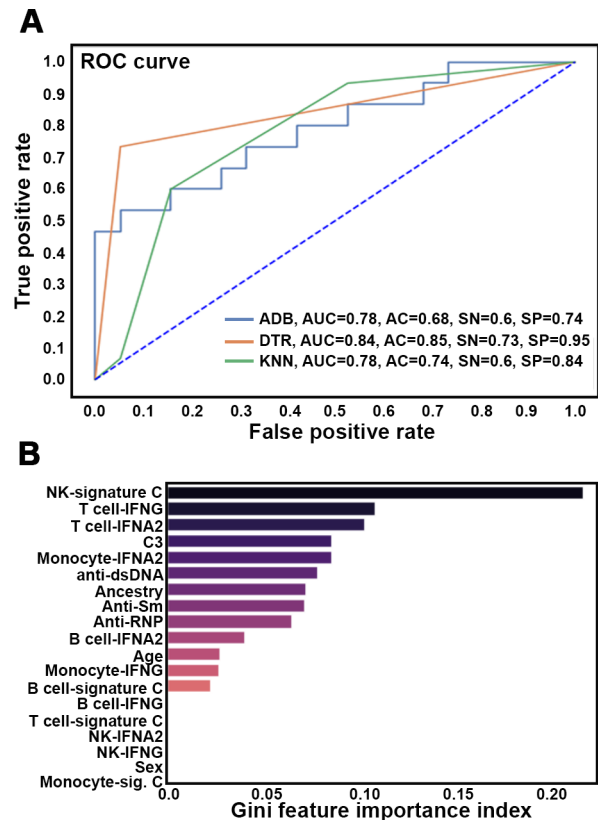 A
ROC curve
True positive rate
1.0
0.9
0.8
0.7
0.6
0.5
0.4
0.3
0.2
0.1
0.0
ADB, AUC=0.78, AC=0.68, SN=0.6, SP=0.74
DTR, AUC=0.84, AC=0.85, SN=0.73, SP=0.95
KNN, AUC=0.78, AC=0.74, SN=0.6, SP=0.84
0.0 0.1 0.2 0.3 0.4 0.5 0.6 0.7 0.8 0.9 1.0
False positive rate
B
NK-signature C
T cell-IFNG
T cell-IFNA2
C3
Monocyte-IFNA2
anti-dsDNA
Ancestry
Anti-Sm
Anti-RNP
B cell-IFNA2
Age
Monocyte-IFNG
B cell-signature C
B cell-IFNG
T cell-signature C
NK-IFNA2
NK-IFNG
Sex
Monocyte-sig. C
0.0 0.05 0.10 0.15 0.20
Gini feature importance index